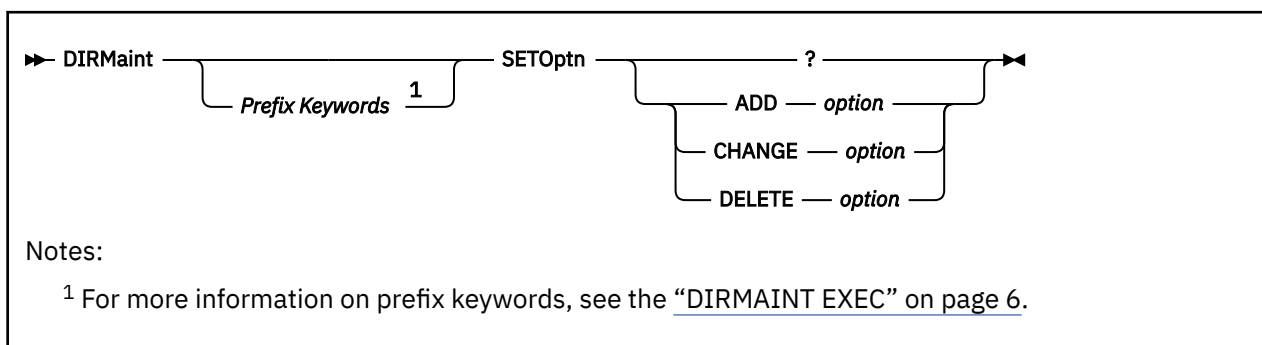 DIRMaint Prefix Keywords 1 SETOptn ?
ADD option
CHANGE option
DELETE option
Notes:
1 For more information on prefix keywords, see the “DIRMAINT EXEC” on page 6.